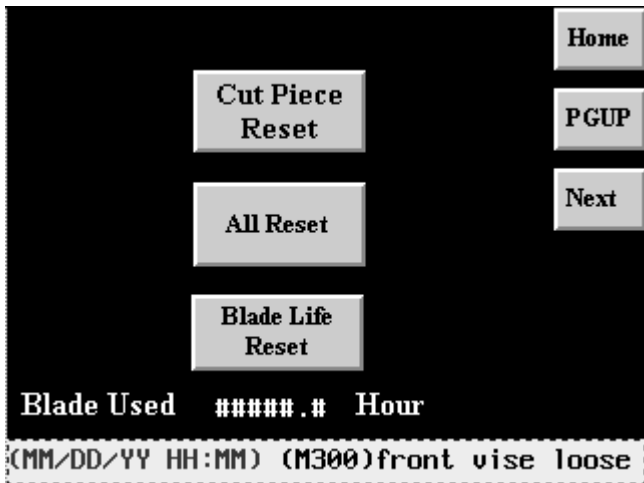 Home
Cut Piece
Reset
PGUP
All Reset
Next
Blade Life
Reset
Blade Used #####.# Hour
(MM/DD/YY HH:MM) (M300)front vise loose